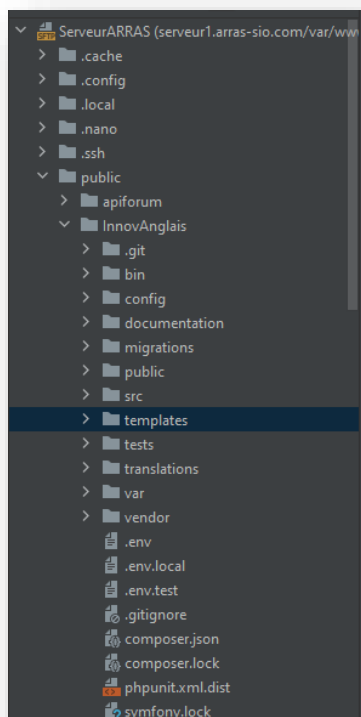 SFTP ServeurARRAS (serveur1.arras-sio.com/var/ww
.cache
.config
.local
.nano
.ssh
public
apiforum
InnovAnglais
.git
bin
config
documentation
migrations
public
src
templates
tests
translations
var
vendor
.env
.env.local
.env.test
.gitignore
composer.json
composer.lock
phpunit.xml.dist
symfony.lock